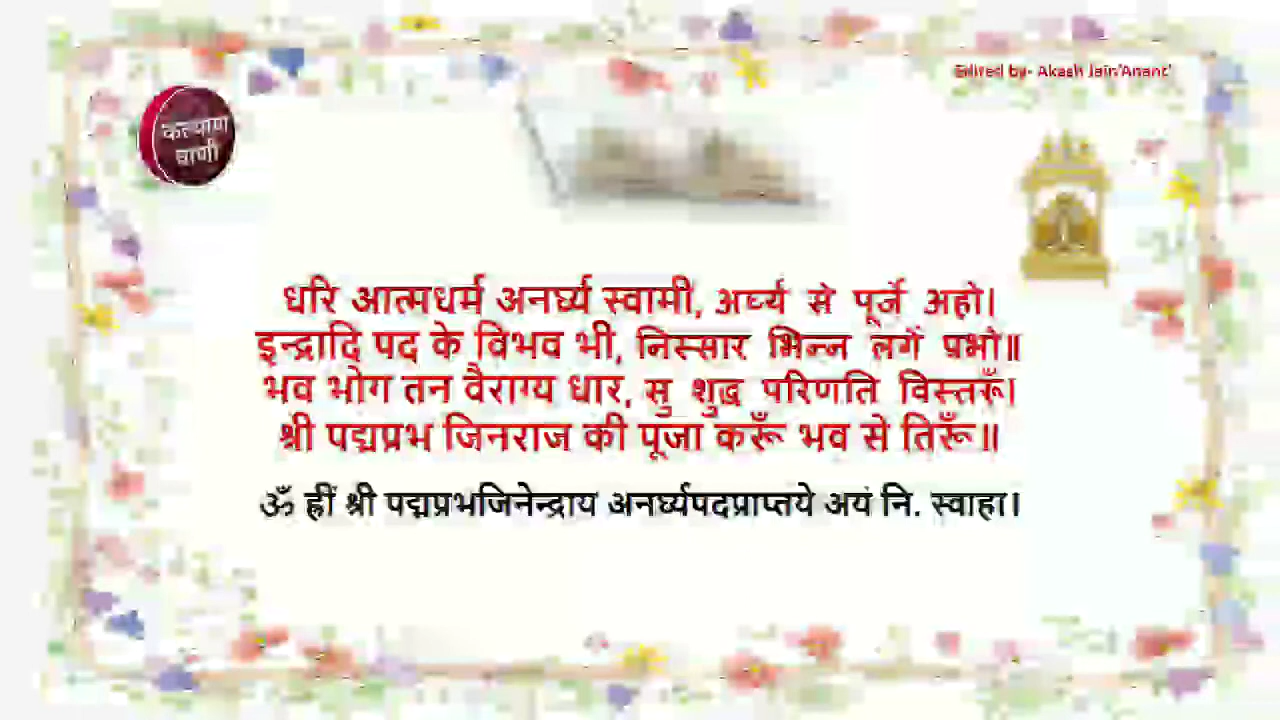 Edited by- Akash Jain'Anant'
कल्याण
वाणी
धरि आत्मधर्म अनर्घ्य स्वामी, अर्घ्य से पूजें अहो।
इन्द्रादि पद के विभव भी, निस्सार भिन्न लगें प्रभो॥
भव भोग तन वैराग्य धार, सु शुद्ध परिणति विस्तरूँ।
श्री पद्मप्रभ जिनराज की पूजा करूँ भव से तिरूँ॥
ॐ ह्रीं श्री पद्मप्रभजिनेन्द्राय अनर्घ्यपदप्राप्तये अयं नि. स्वाहा।